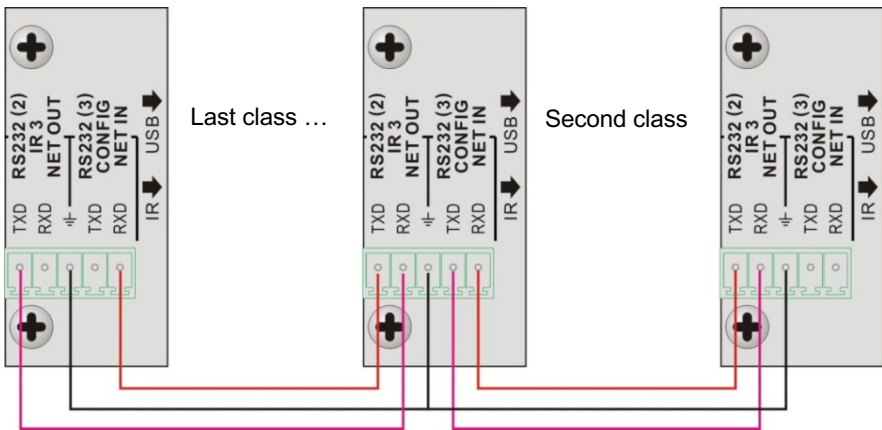 RS232 (2)
IR 3
NET OUT
RS232 (3)
CONFIG
NET IN
USB
IR
TXD
RXD
TXD
RXD
Last class …
RS232 (2)
IR 3
NET OUT
RS232 (3)
CONFIG
NET IN
USB
IR
TXD
RXD
TXD
RXD
Second class
RS232 (2)
IR 3
NET OUT
RS232 (3)
CONFIG
NET IN
USB
IR
TXD
RXD
TXD
RXD